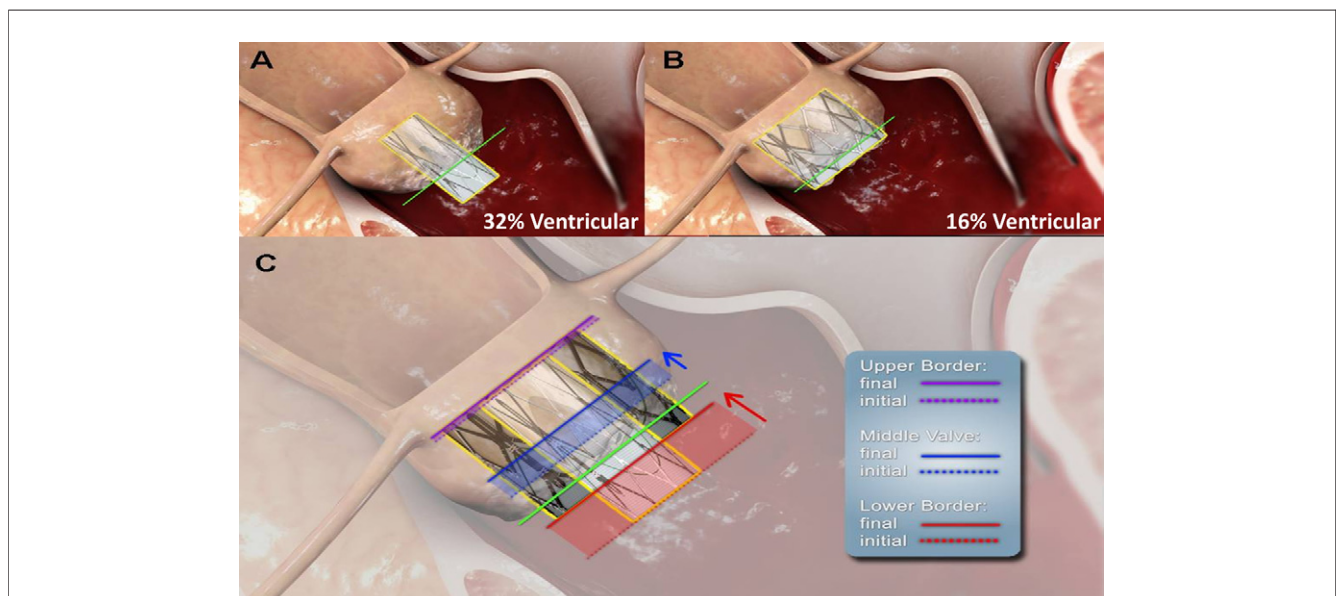 A
32% Ventricular
B
16% Ventricular
C
Upper Border:
final
initial
Middle Valve:
final
initial
Lower Border:
final
initial